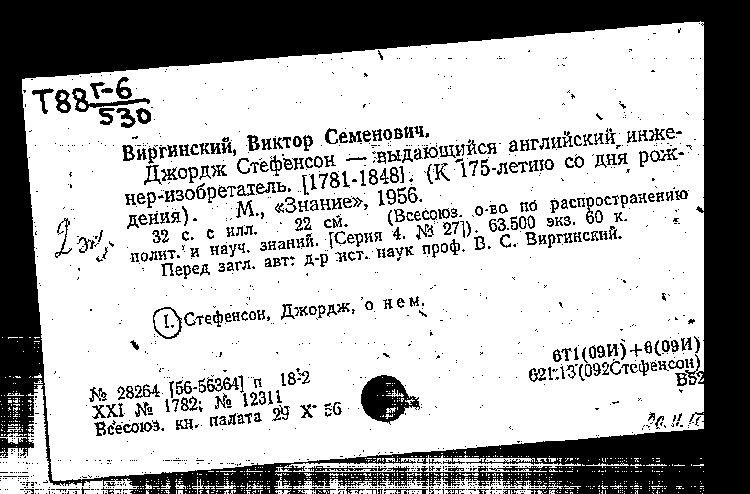 Т88 Г-6
530
Виргинский, Виктор Семенович.
Джордж Стефенсон — выдающийся английский инже-
нер-изобретатель. [1781-1848]. (К 175-летию со дня рож-
дения). М., «Знание», 1956.
32 с. с илл. 22 см. (Всесоюз. о-во по распространению
полит. и науч. знаний. [Серия 4. № 27]). 63.500 экз. 60 к.
Перед загл. авт: д-р ист. наук проф. В. С. Виргинский.
2 эк
I. Стефенсон, Джордж, о нем.
6Т1(09И)+6(09И)
621.13(092Стефенсон)
В52
№ 28264 [56-56364] п 18-2
XXI № 1782; № 12311
Всесоюз. кн. палата 29 X 56